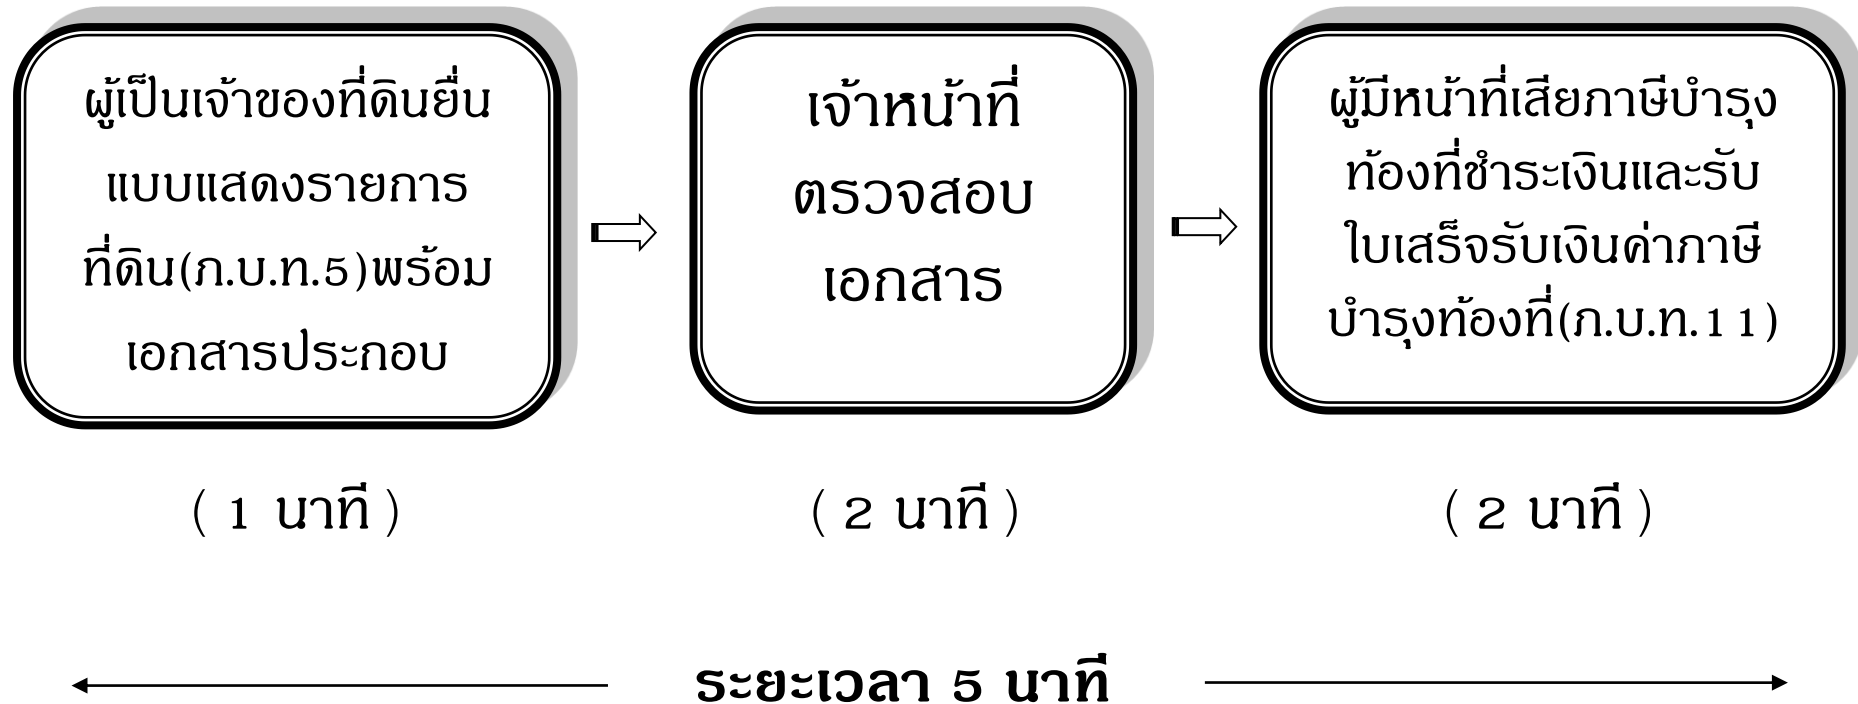 ผู้เป็นเจ้าของที่ดินยื่น
แบบแสดงรายการ
ที่ดิน(ภ.บ.ท.5)พร้อม
เอกสารประกอบ
เจ้าหน้าที่
ตรวจสอบ
เอกสาร
ผู้มีหน้าที่เสียภาษีบำรุง
ท้องที่ชำระเงินและรับ
ใบเสร็จรับเงินค่าภาษี
บำรุงท้องที่(ภ.บ.ท.11)
( 1 นาที )
( 2 นาที )
( 2 นาที )
ระยะเวลา 5 นาที